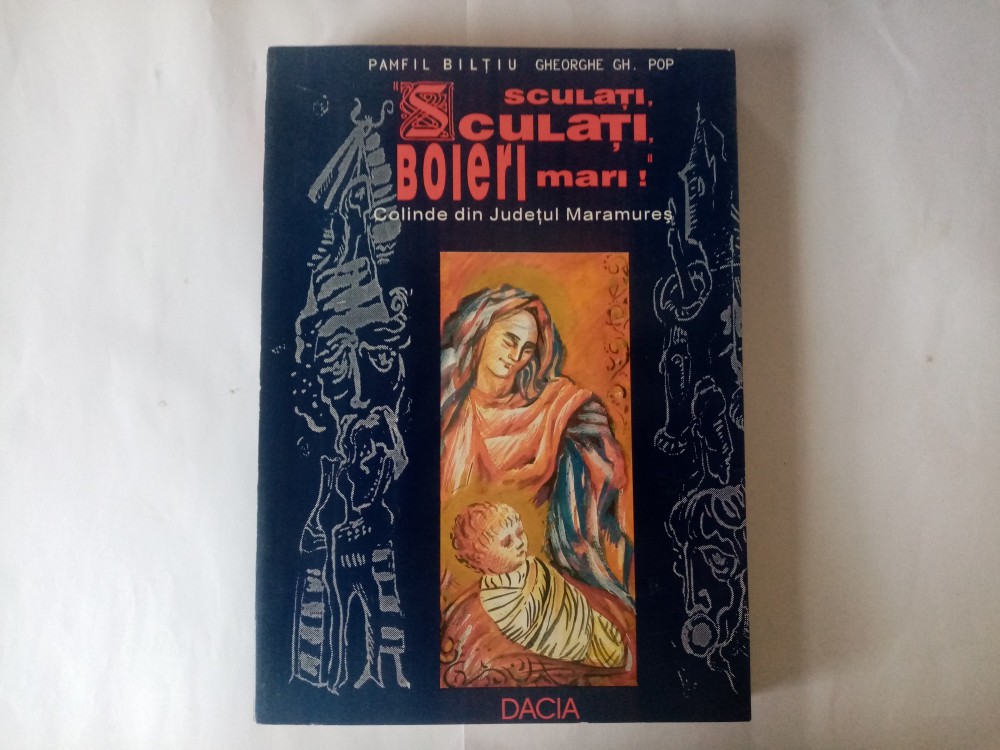 PAMFIL BILȚIU GHEORGHE GH. POP
"SCULAȚI,
SCULAȚI,
BOIERI mari !"
Colinde din Județul Maramureș
DACIA